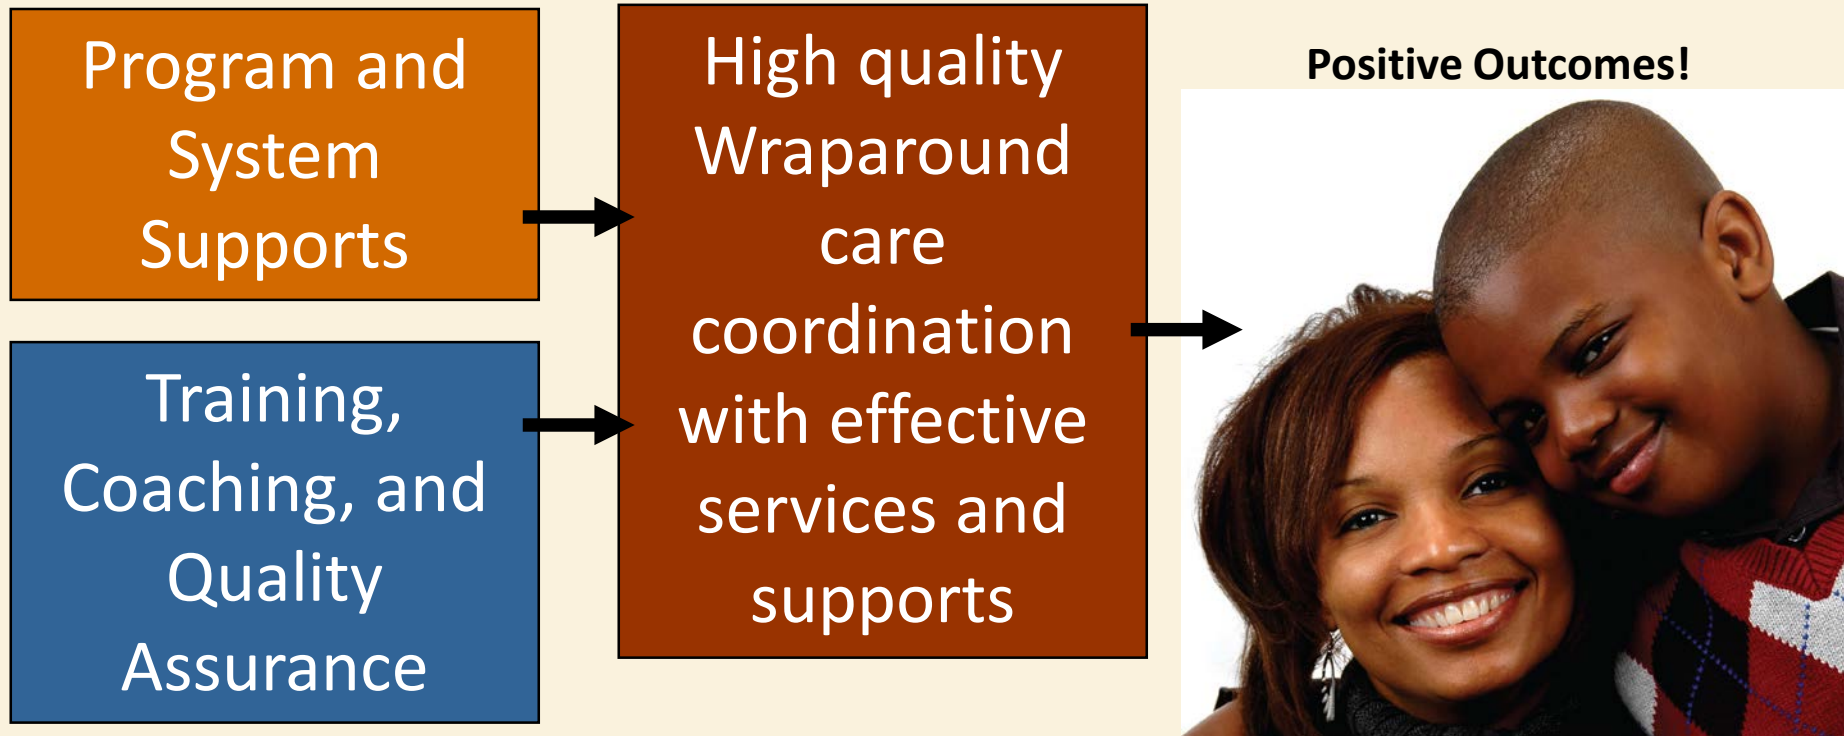 Program and
System
Supports
Training,
Coaching, and
Quality
Assurance
High quality
Wraparound
care
coordination
with effective
services and
supports
Positive Outcomes!